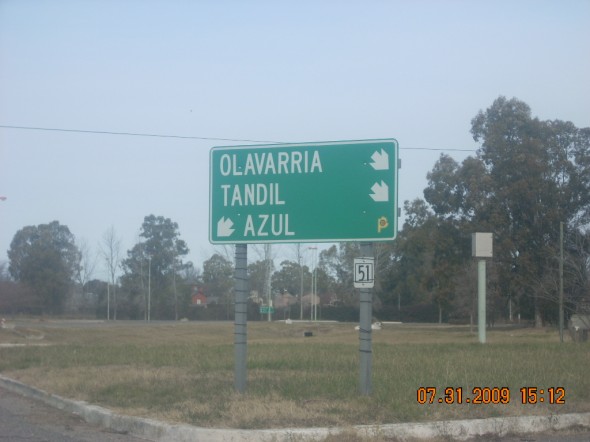 OLAVARRIA
TANDIL
AZUL
P
51
07.31.2009 15:12